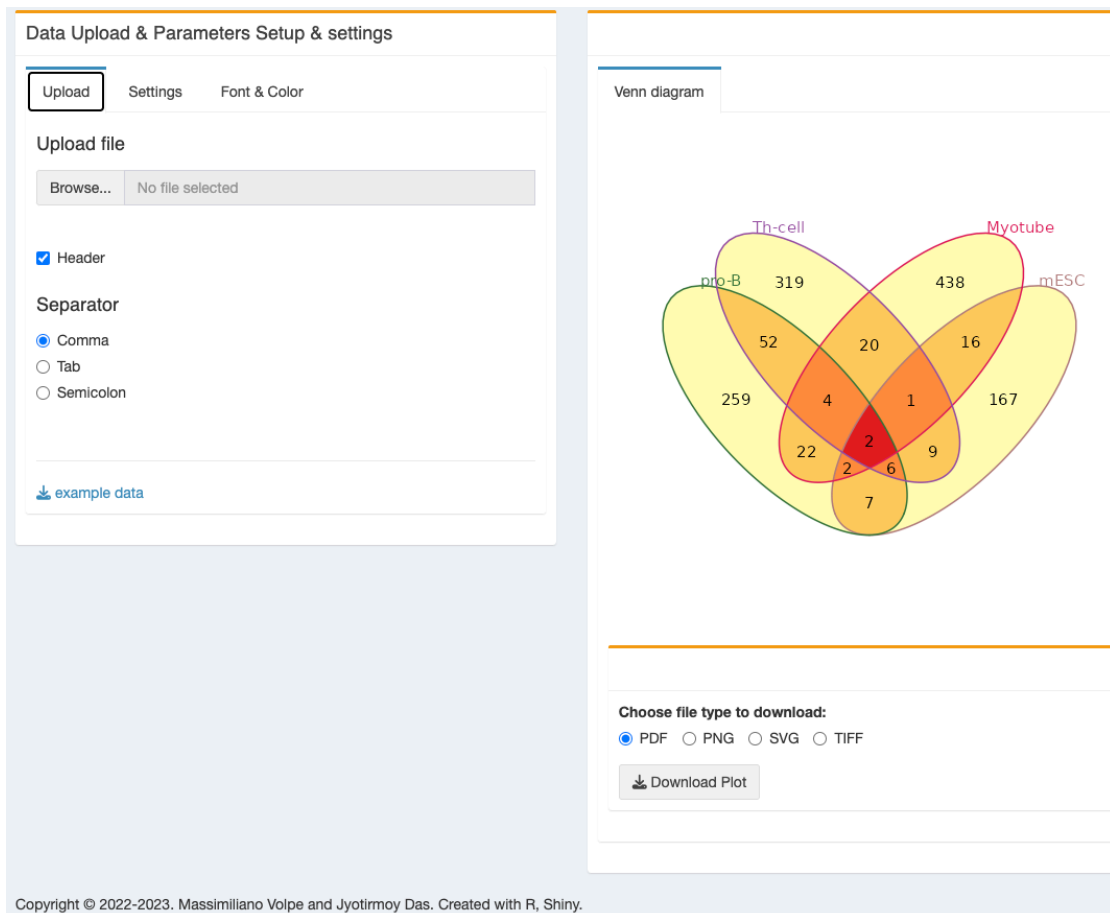 Data Upload & Parameters Setup & settings
Upload Settings Font & Color
Upload file
Browse... No file selected
Header
Separator
Comma
Tab
Semicolon
example data
Venn diagram
Th-cell Myotube
pro-B 319 438 mESC
52 20 16
259 4 1 167
2
22 9
2 6
7
Choose file type to download:
PDF PNG SVG TIFF
Download Plot
Copyright © 2022-2023. Massimiliano Volpe and Jyotirmoy Das. Created with R, Shiny.